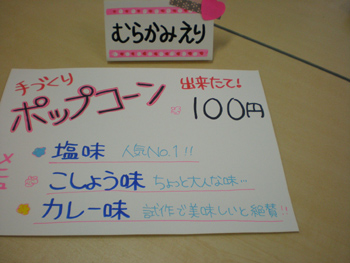 むらかみえり
手づくり 出来たて!
ポップコーン 100円
塩味 人気No.1!!
こしょう味 ちょっと大人な味…
カレー味 試作で美味しいと絶賛!!